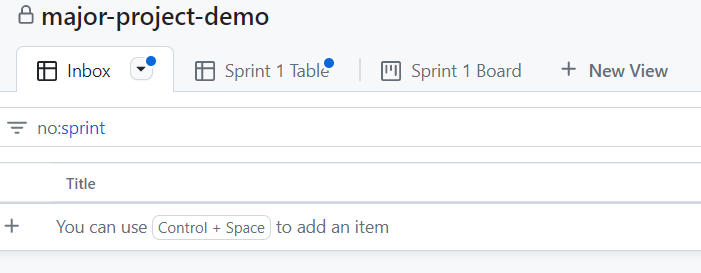 major-project-demo
Inbox Sprint 1 Table Sprint 1 Board + New View
no:sprint
Title
+ You can use Control + Space to add an item